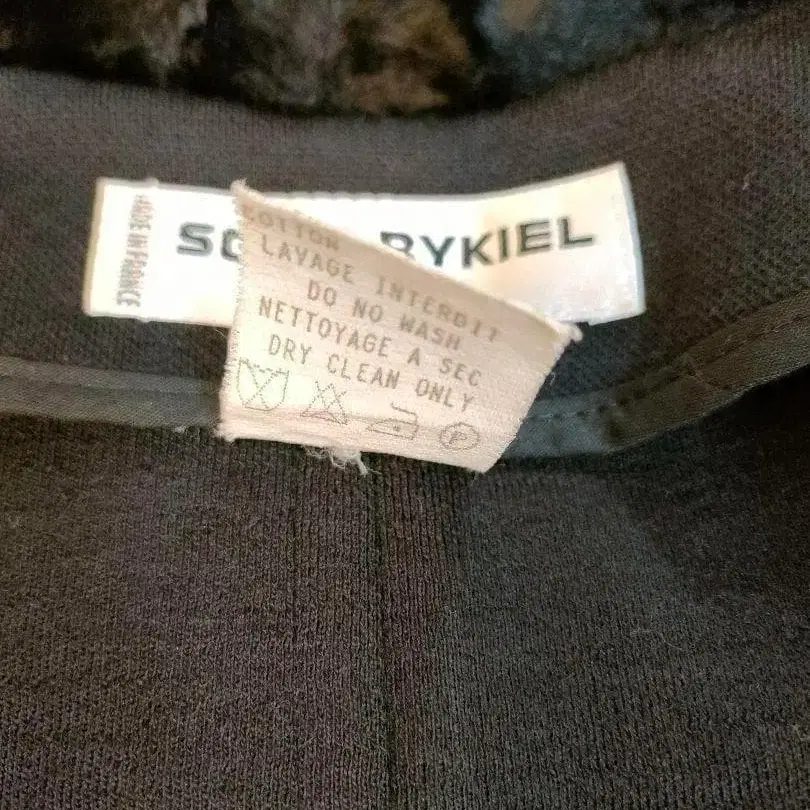 MADE IN FRANCE
SO RYKIEL
COTTON
LAVAGE INTERDIT
DO NO WASH
NETTOYAGE A SEC
DRY CLEAN ONLY
P